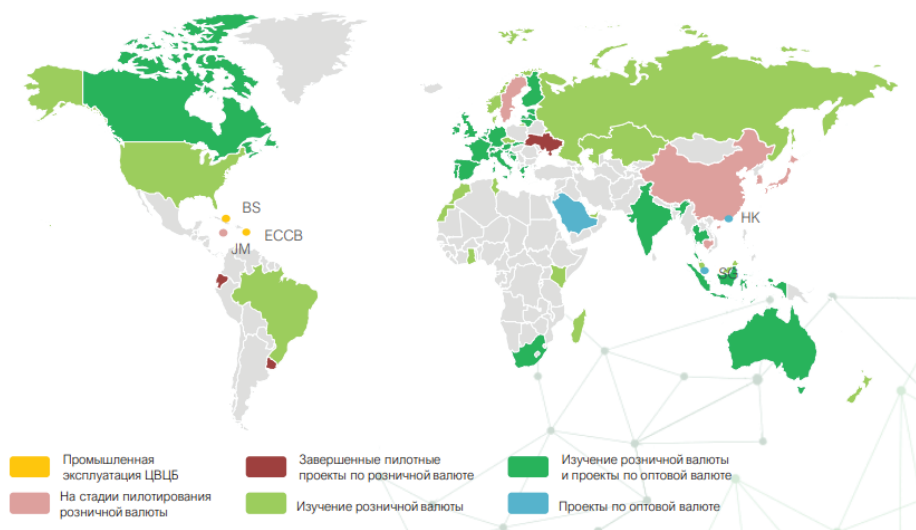 BS
ECCB
JM
HK
SG
Промышленная
эксплуатация ЦВЦБ
Завершенные пилотные
проекты по розничной валюте
Изучение розничной валюты
и проекты по оптовой валюте
На стадии пилотирования
розничной валюты
Изучение розничной валюты
Проекты по оптовой валюте